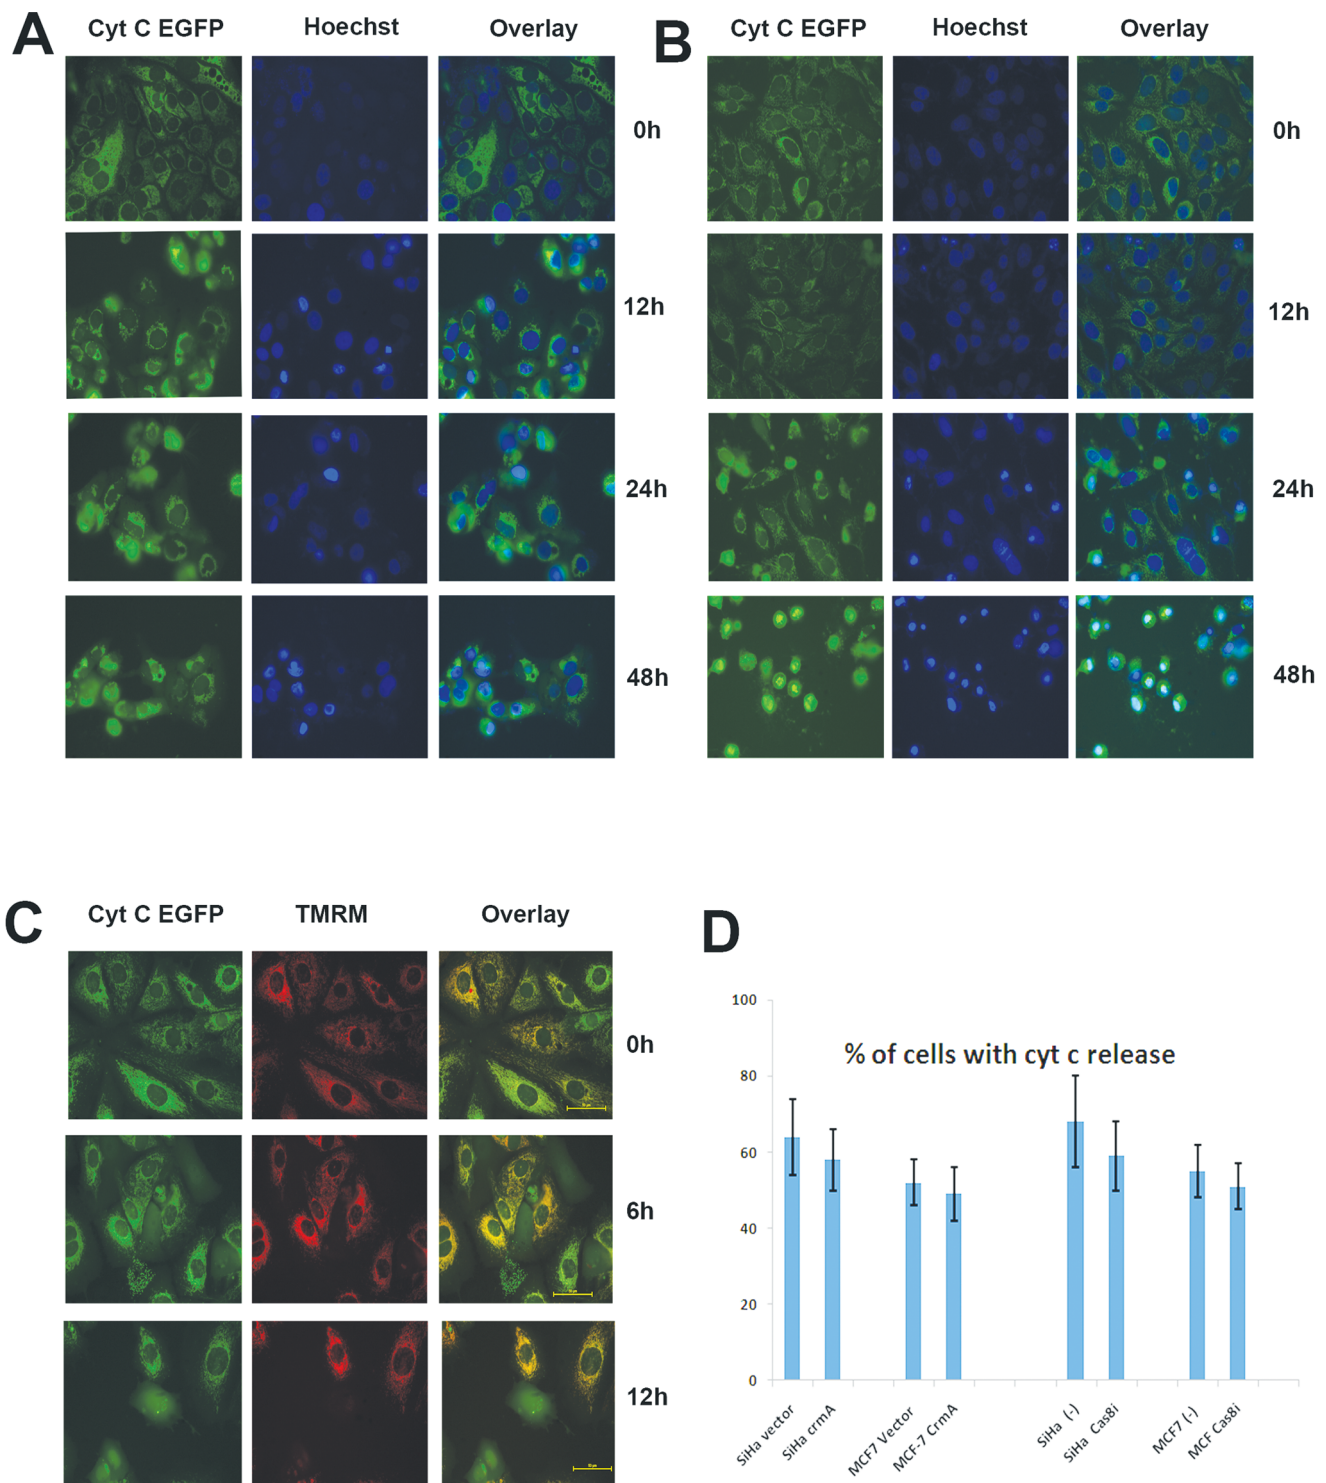 A
Cyt C EGFP Hoechst Overlay
0h
12h
24h
48h
B
Cyt C EGFP Hoechst Overlay
0h
12h
24h
48h
C
Cyt C EGFP TMRM Overlay
0h
6h
12h
D
% of cells with cyt c release
100
80
60
40
20
0
SiHa vector
SiHa crmA
MCF7 Vector
MCF-7 CrmA
SiHa (-)
SiHa Cas8i
MCF7 (-)
MCF Cas8i